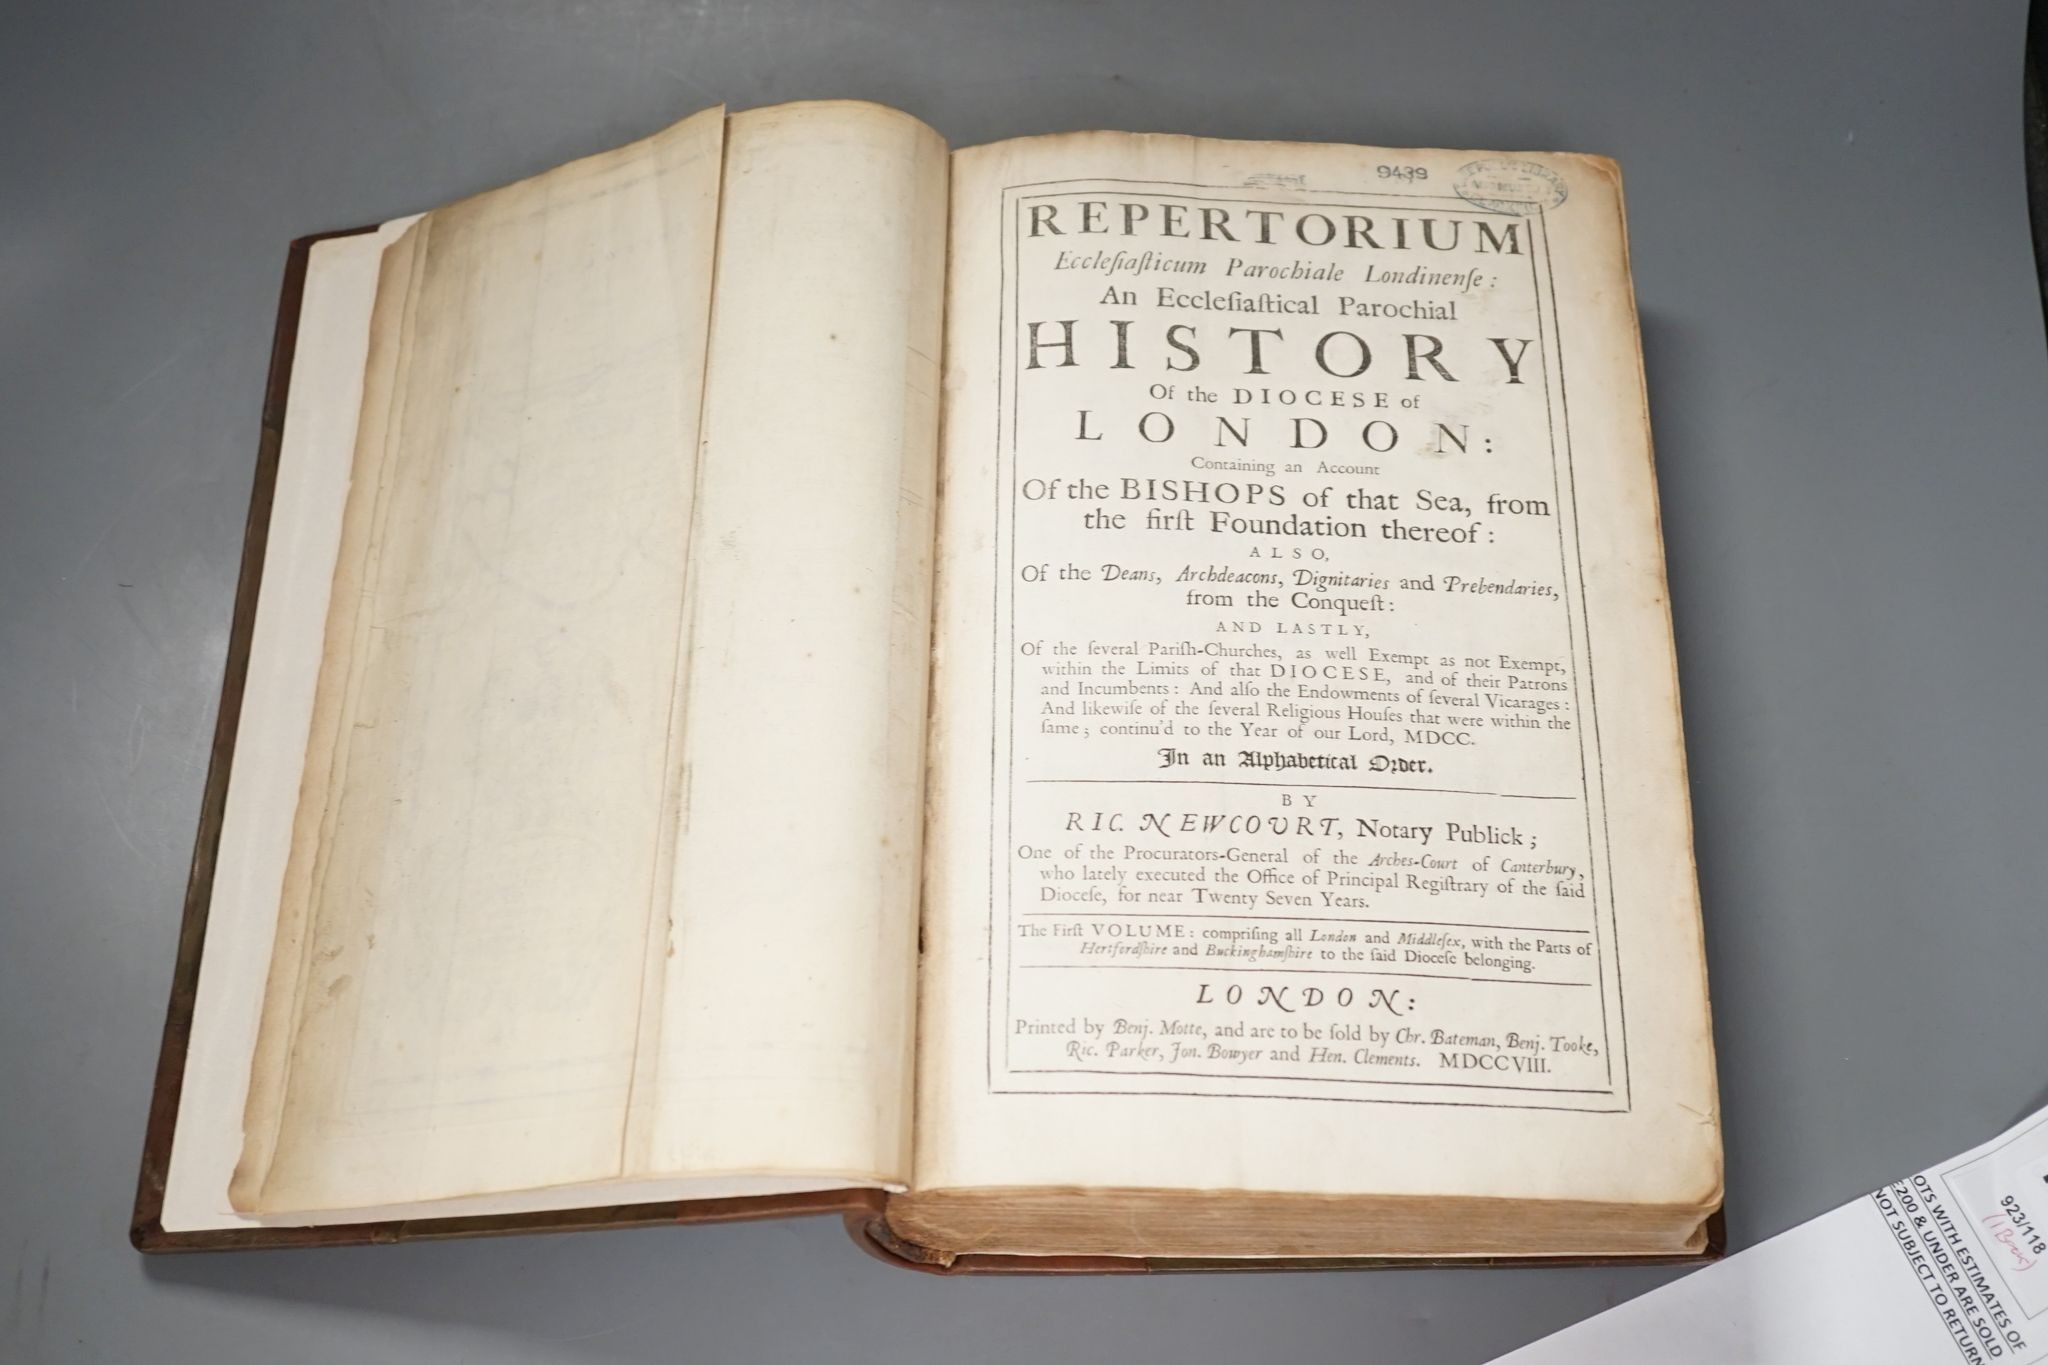 9439
REPERTORIUM
Eccleſiaſticum Parochiale Londinenſe:
An Eccleſiaſtical Parochial
HISTORY
Of the DIOCESE of
LONDON:
Containing an Account
Of the BISHOPS of that Sea, from
the firſt Foundation thereof:
ALSO,
Of the Deans, Archdeacons, Dignitaries and Prebendaries,
from the Conqueſt:
AND LASTLY,
Of the ſeveral Pariſh-Churches, as well Exempt as not Exempt,
within the Limits of that DIOCESE, and of their Patrons
and Incumbents: And alſo the Endowments of ſeveral Vicarages:
And likewiſe of the ſeveral Religious Houſes that were within the
ſame; continu'd to the Year of our Lord, MDCC.
In an Alphabetical Order.
BY
RIC. NEWCOURT, Notary Publick;
One of the Procurators-General of the Arches-Court of Canterbury,
who lately executed the Office of Principal Regiſtrary of the ſaid
Dioceſe, for near Twenty Seven Years.
The Firſt VOLUME: compriſing all London and Middleſex, with the Parts of
Hertfordſhire and Buckinghamſhire to the ſaid Dioceſe belonging.
LONDON:
Printed by Benj. Motte, and are to be ſold by Chr. Bateman, Benj. Tooke,
Ric. Parker, Jon. Bowyer and Hen. Clements. MDCCVIII.
923/118
(1 Book)
OTS WITH ESTIMATES OF
£200 & UNDER ARE SOLD
NOT SUBJECT TO RETURN